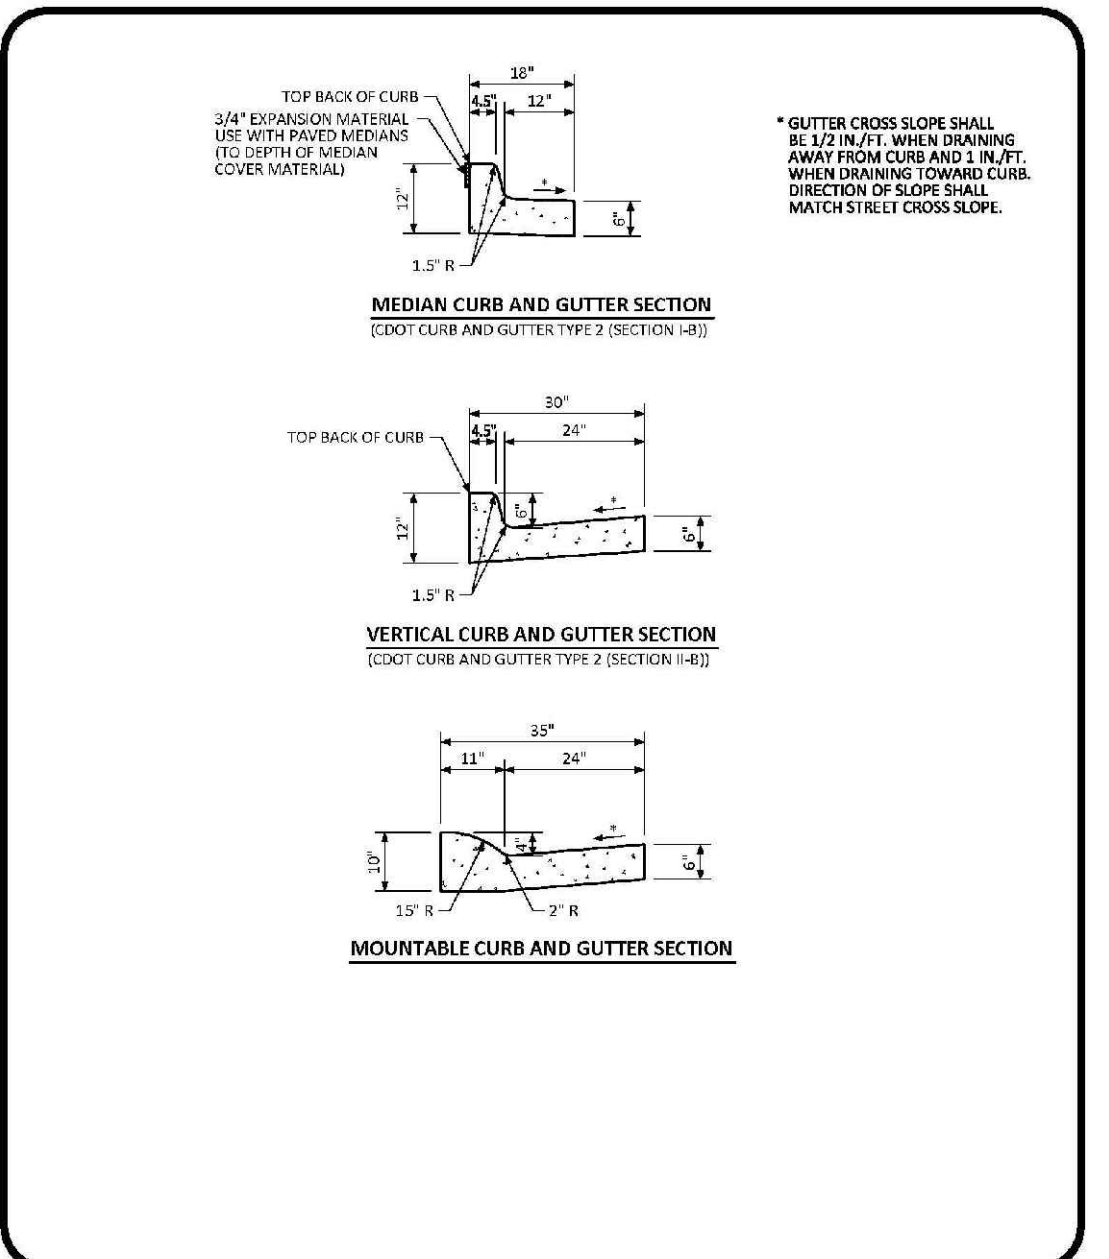 18"
TOP BACK OF CURB
4.5"
12"
3/4" EXPANSION MATERIAL
USE WITH PAVED MEDIANS
(TO DEPTH OF MEDIAN
COVER MATERIAL)
* GUTTER CROSS SLOPE SHALL
BE 1/2 IN./FT. WHEN DRAINING
AWAY FROM CURB AND 1 IN./FT.
WHEN DRAINING TOWARD CURB.
DIRECTION OF SLOPE SHALL
MATCH STREET CROSS SLOPE.
*
12"
6"
1.5" R
MEDIAN CURB AND GUTTER SECTION
(CDOT CURB AND GUTTER TYPE 2 (SECTION I-B))
30"
TOP BACK OF CURB
4.5"
24"
*
12"
6"
6"
1.5" R
VERTICAL CURB AND GUTTER SECTION
(CDOT CURB AND GUTTER TYPE 2 (SECTION II-B))
35"
11"
24"
*
10"
4"
6"
15" R
2" R
MOUNTABLE CURB AND GUTTER SECTION